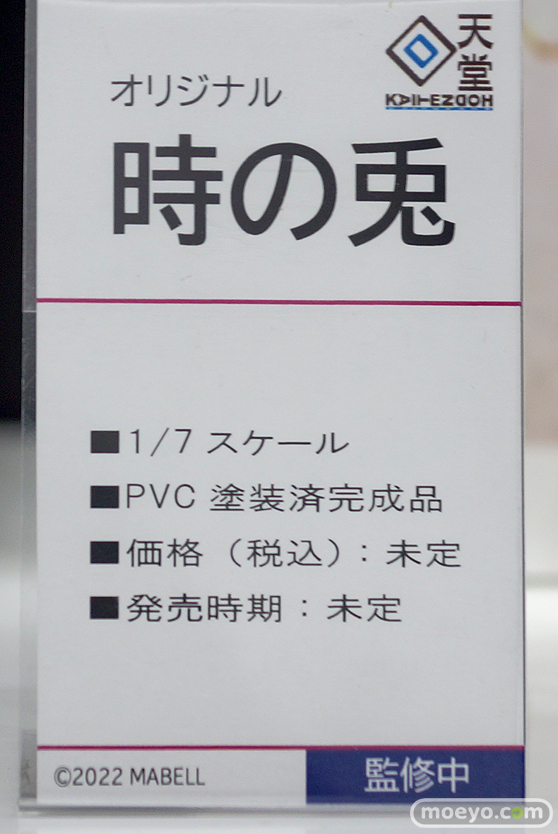 天堂
KAITENDOH
オリジナル
時の兎
■1/7 スケール
■PVC 塗装済完成品
■価格（税込）：未定
■発売時期：未定
©2022 MABELL
監修中
moeyo.com